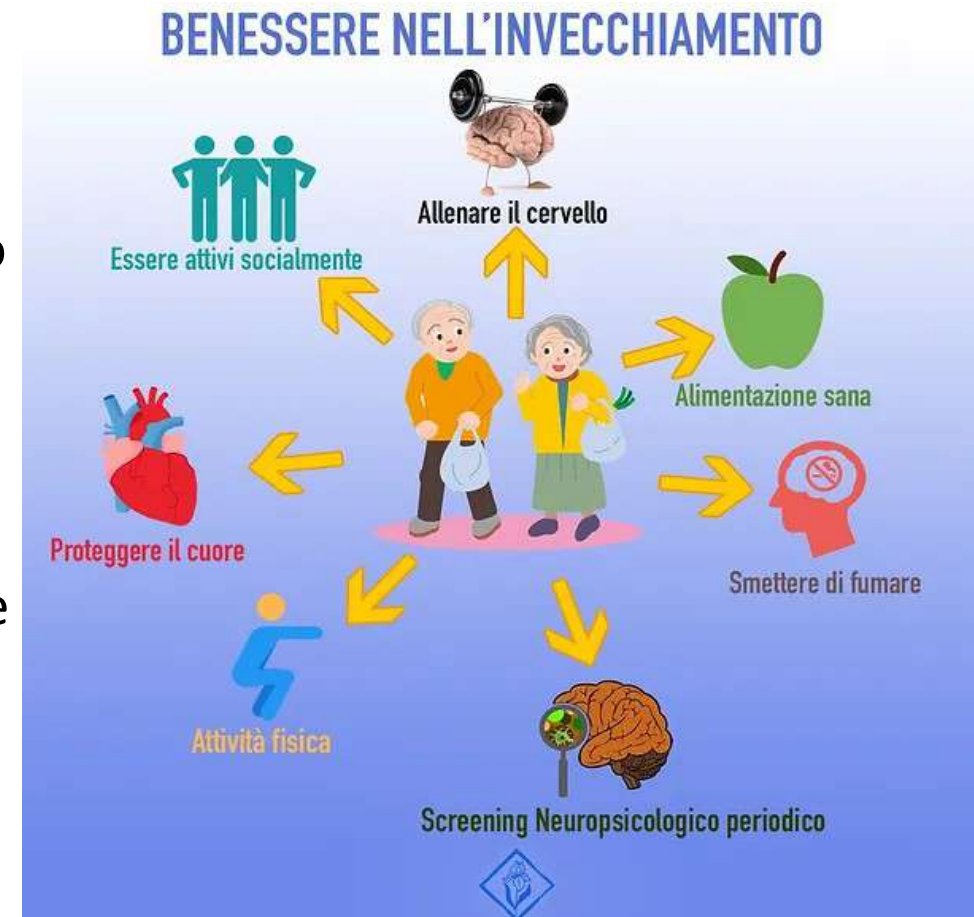 BENESSERE NELL'INVECCHIAMENTO
Allenare il cervello
Essere attivi socialmente
Alimentazione sana
Proteggere il cuore
Smettere di fumare
Attività fisica
Screening Neuropsicologico periodico